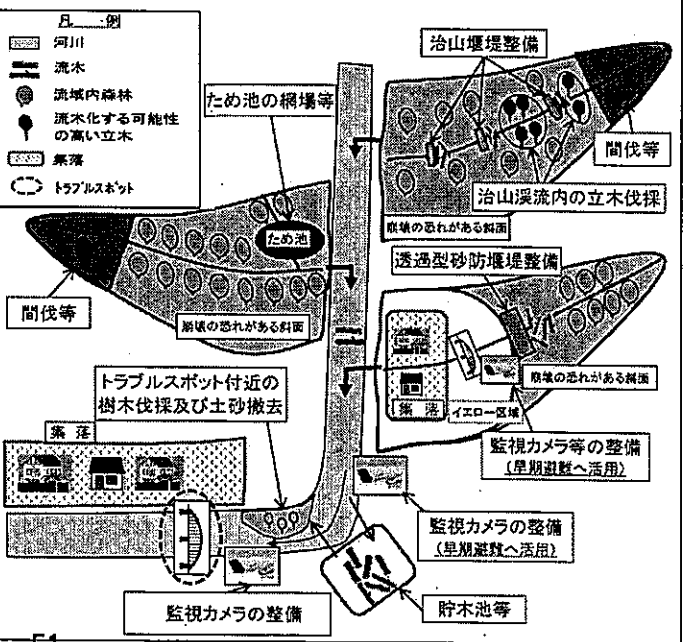 凡 例
河川
流木
流域内森林
流木化する可能性
の高い立木
集落
トラブルスポット
治山堰堤整備
ため池の網場等
間伐等
治山渓流内の立木伐採
崩壊の恐れがある斜面
ため池
透過型砂防堰堤整備
間伐等
崩壊の恐れがある斜面
トラブルスポット付近の
樹木伐採及び土砂撤去
集落
イエロー区域
崩壊の恐れがある斜面
監視カメラ等の整備
(早期避難へ活用)
集落
監視カメラの整備
(早期避難へ活用)
監視カメラの整備
貯木池等
51